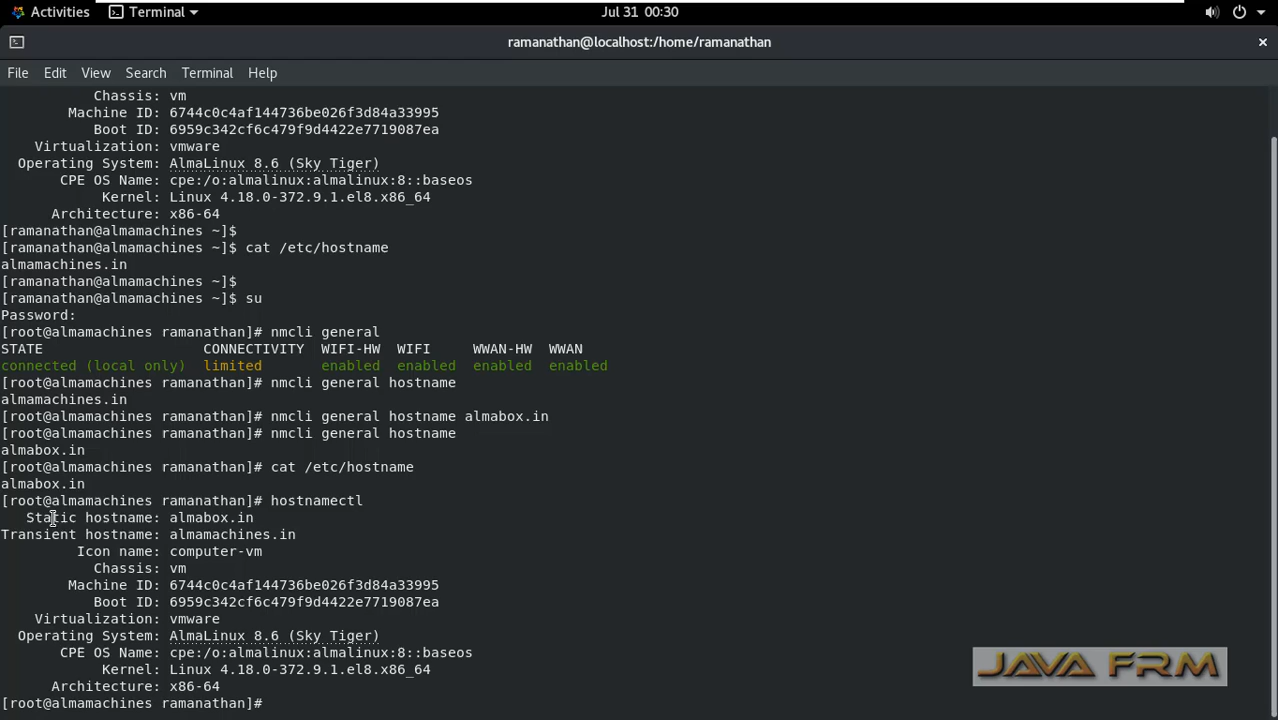 Activities Terminal Jul 31 00:30
ramanathan@localhost:/home/ramanathan
File Edit View Search Terminal Help
Chassis: vm
Machine ID: 6744c0c4af144736be026f3d84a33995
Boot ID: 6959c342cf6c479f9d4422e7719087ea
Virtualization: vmware
Operating System: AlmaLinux 8.6 (Sky Tiger)
CPE OS Name: cpe:/o:almalinux:almalinux:8::baseos
Kernel: Linux 4.18.0-372.9.1.el8.x86_64
Architecture: x86-64
[ramanathan@almamachines ~]$
[ramanathan@almamachines ~]$ cat /etc/hostname
almamachines.in
[ramanathan@almamachines ~]$
[ramanathan@almamachines ~]$ su
Password:
[root@almamachines ramanathan]# nmcli general
STATE CONNECTIVITY WIFI-HW WIFI WWAN-HW WWAN
connected (local only) limited enabled enabled enabled enabled
[root@almamachines ramanathan]# nmcli general hostname
almamachines.in
[root@almamachines ramanathan]# nmcli general hostname almabox.in
[root@almamachines ramanathan]# nmcli general hostname
almabox.in
[root@almamachines ramanathan]# cat /etc/hostname
almabox.in
[root@almamachines ramanathan]# hostnamectl
Static hostname: almabox.in
Transient hostname: almamachines.in
Icon name: computer-vm
Chassis: vm
Machine ID: 6744c0c4af144736be026f3d84a33995
Boot ID: 6959c342cf6c479f9d4422e7719087ea
Virtualization: vmware
Operating System: AlmaLinux 8.6 (Sky Tiger)
CPE OS Name: cpe:/o:almalinux:almalinux:8::baseos
Kernel: Linux 4.18.0-372.9.1.el8.x86_64
Architecture: x86-64
[root@almamachines ramanathan]#
JAVA FRM